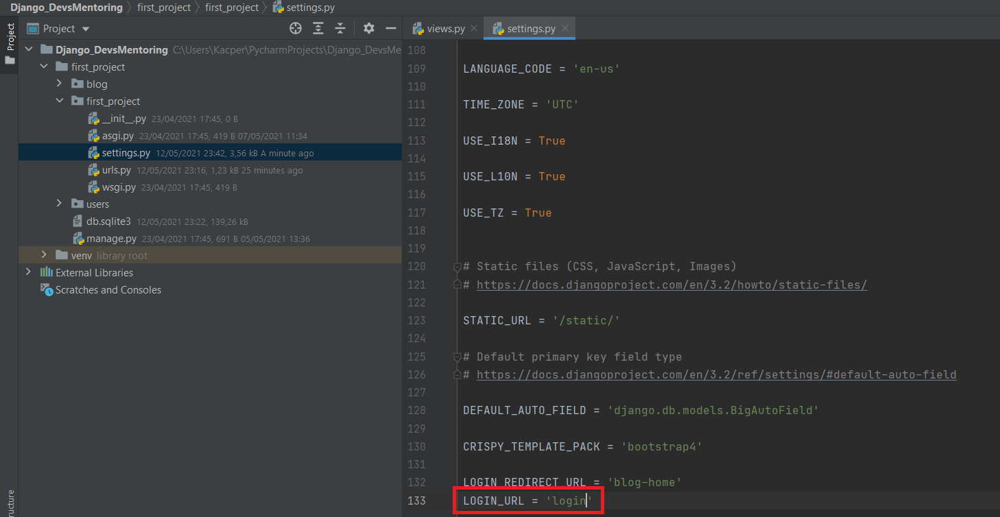 Django_DevsMentoring first_project first_project settings.py
Project
Project
ructure
Django_DevsMentoring C:\Users\Kacper\PycharmProjects\Django_DevsMe
first_project
blog
first_project
__init__.py 23/04/2021 17:45, 0 B
asgi.py 23/04/2021 17:45, 419 B 07/05/2021 11:34
settings.py 12/05/2021 23:42, 3,56 kB A minute ago
urls.py 12/05/2021 23:16, 1,23 kB 25 minutes ago
wsgi.py 23/04/2021 17:45, 419 B
users
db.sqlite3 12/05/2021 23:22, 139,26 kB
manage.py 23/04/2021 17:45, 691 B 05/05/2021 13:36
venv library root
External Libraries
Scratches and Consoles
views.py settings.py
108
109 LANGUAGE_CODE = 'en-us'
110
111 TIME_ZONE = 'UTC'
112
113 USE_I18N = True
114
115 USE_L10N = True
116
117 USE_TZ = True
118
119
120 # Static files (CSS, JavaScript, Images)
121 # https://docs.djangoproject.com/en/3.2/howto/static-files/
122
123 STATIC_URL = '/static/'
124
125 # Default primary key field type
126 # https://docs.djangoproject.com/en/3.2/ref/settings/#default-auto-field
127
128 DEFAULT_AUTO_FIELD = 'django.db.models.BigAutoField'
129
130 CRISPY_TEMPLATE_PACK = 'bootstrap4'
131
132 LOGIN_REDIRECT_URL = 'blog-home'
133 LOGIN_URL = 'login'